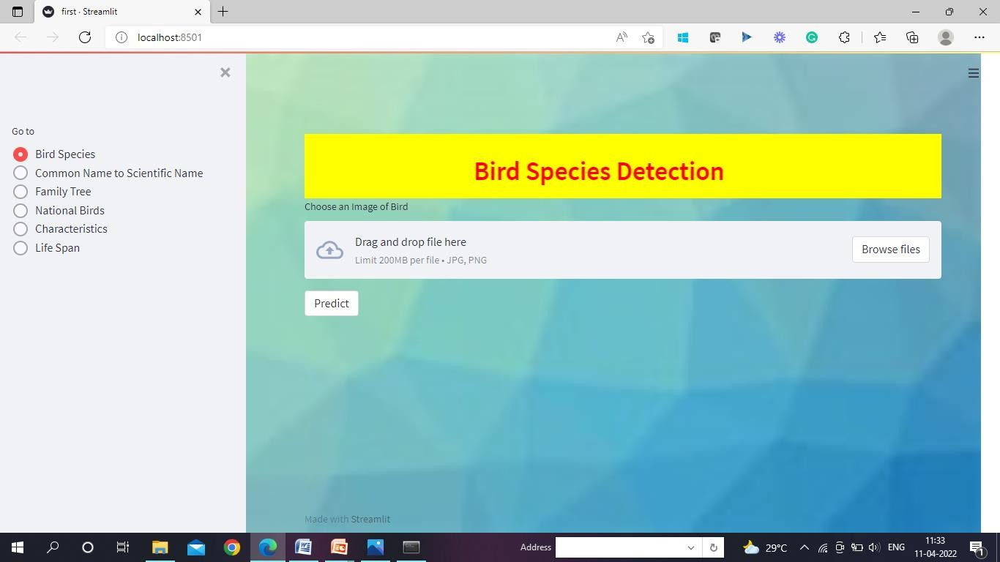 first · Streamlit
localhost:8501
Go to
Bird Species
Common Name to Scientific Name
Family Tree
National Birds
Characteristics
Life Span
Bird Species Detection
Choose an Image of Bird
Drag and drop file here
Limit 200MB per file • JPG, PNG
Browse files
Predict
Made with Streamlit
Address
29°C
ENG
11:33
11-04-2022
1